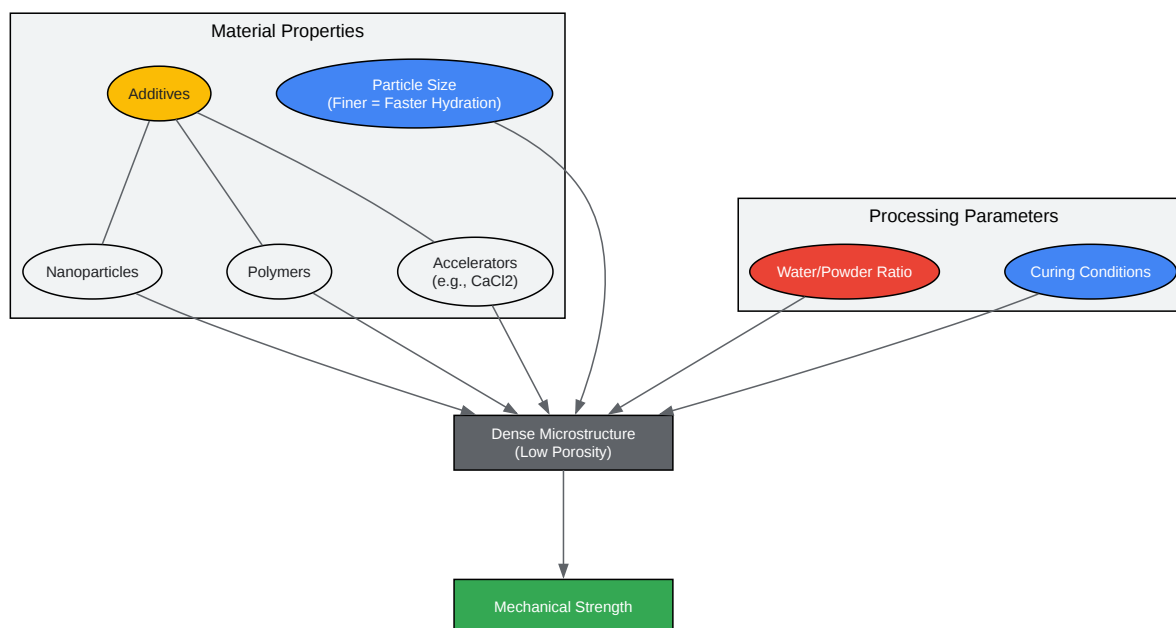 Material Properties
Additives
Particle Size
(Finer = Faster Hydration)
Nanoparticles
Polymers
Accelerators
(e.g., CaCl2)
Processing Parameters
Water/Powder Ratio
Curing Conditions
Dense Microstructure
(Low Porosity)
Mechanical Strength